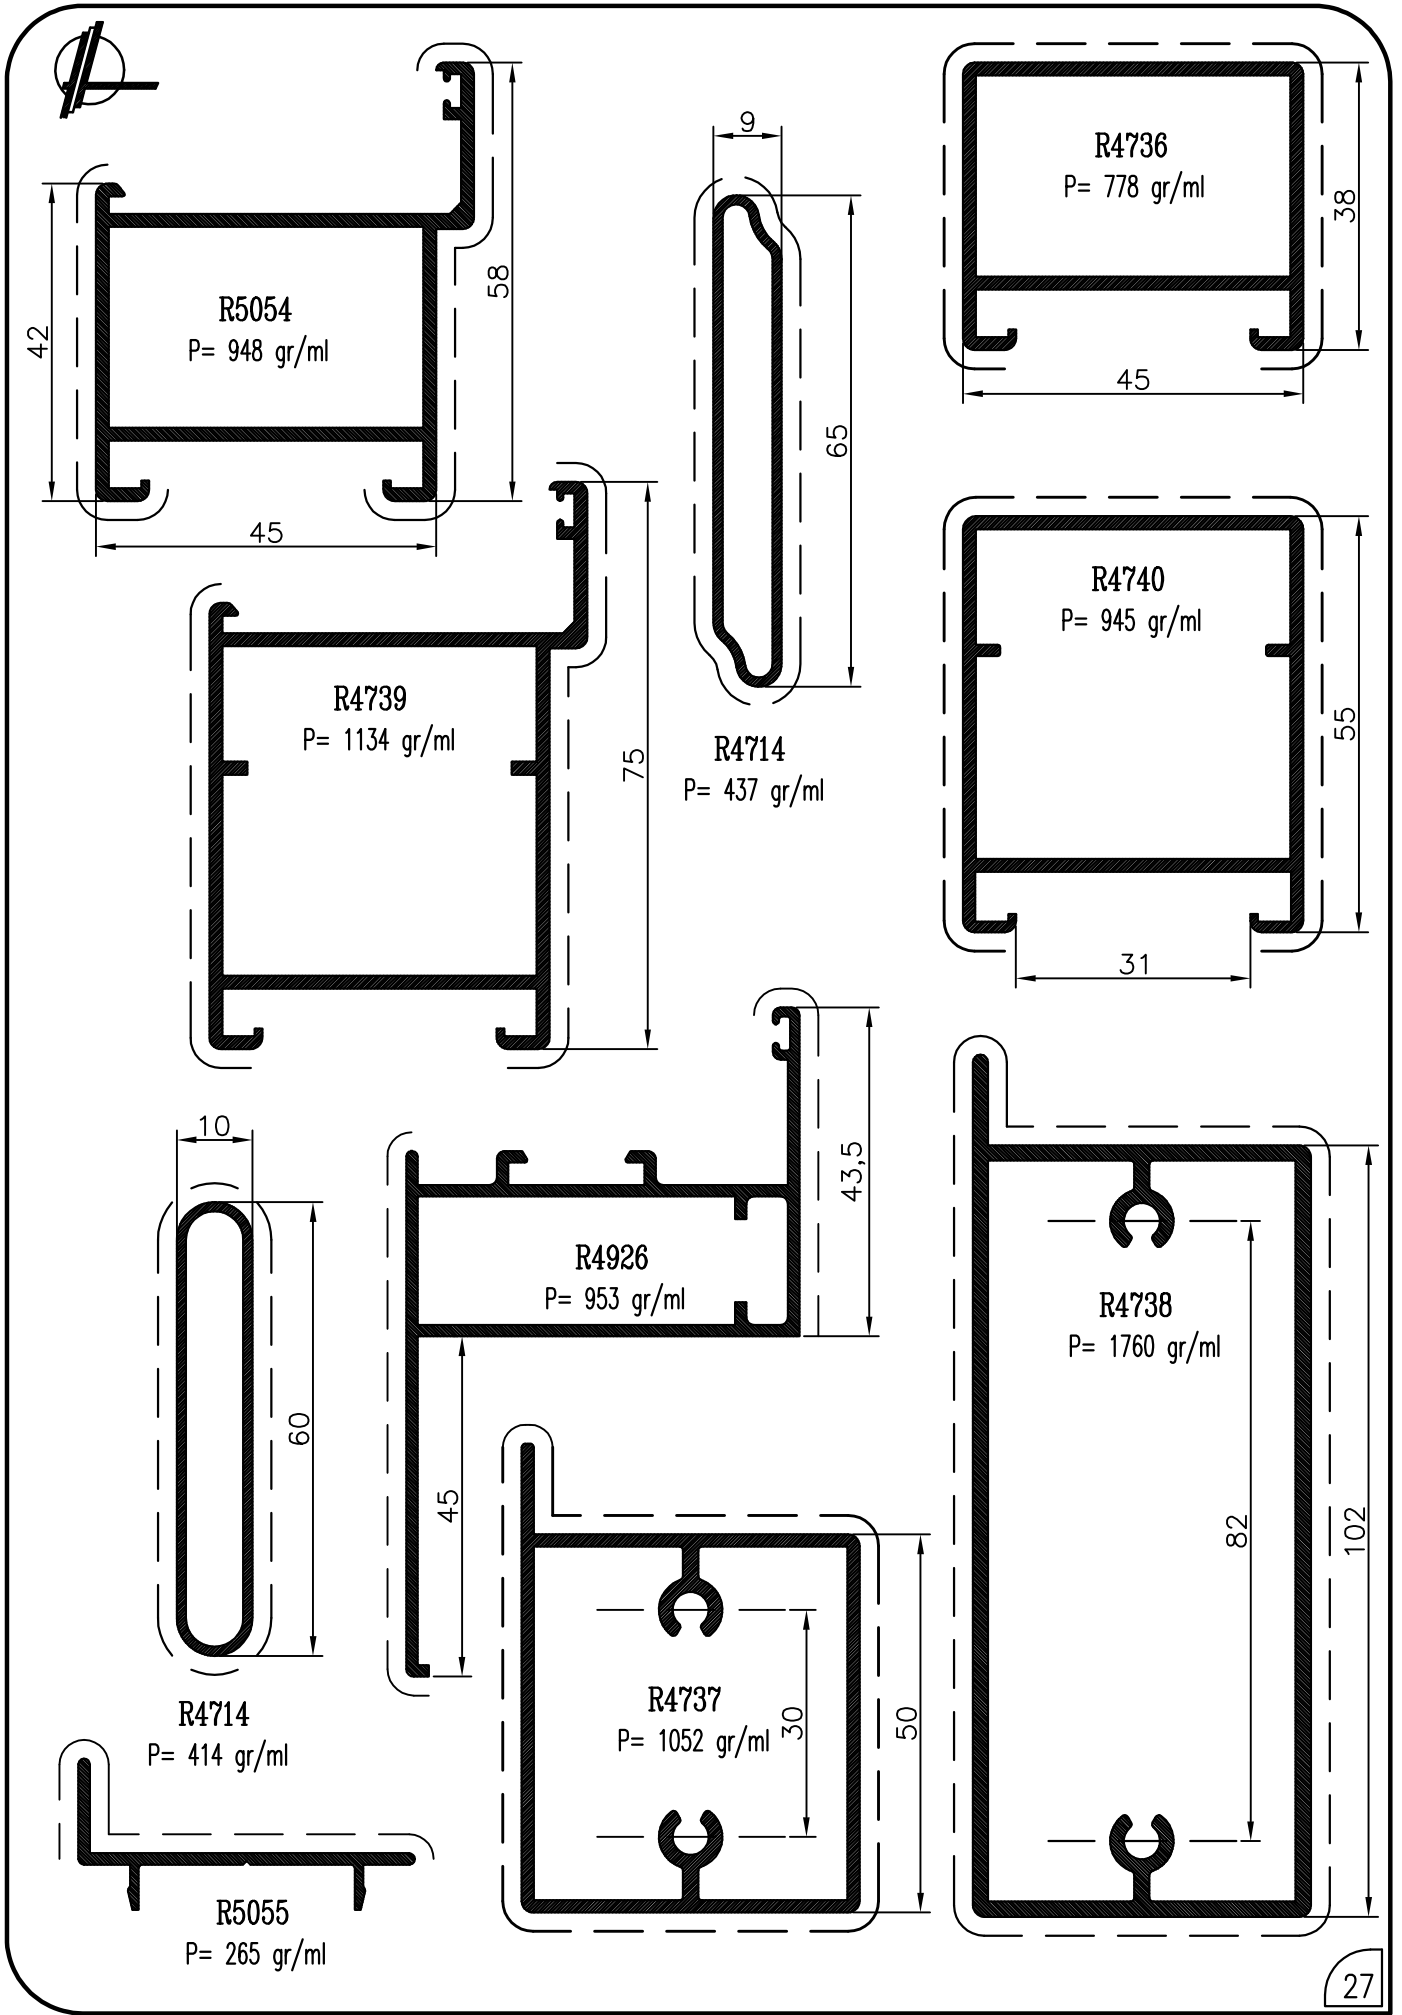 58
42
R5054
P= 948 gr/ml
45
9
65
R4714
P= 437 gr/ml
R4736
P= 778 gr/ml
38
45
R4739
P= 1134 gr/ml
75
R4740
P= 945 gr/ml
55
31
10
60
R4714
P= 414 gr/ml
43,5
R4926
P= 953 gr/ml
45
R4738
P= 1760 gr/ml
82
102
R4737
P= 1052 gr/ml
30
50
R5055
P= 265 gr/ml
27